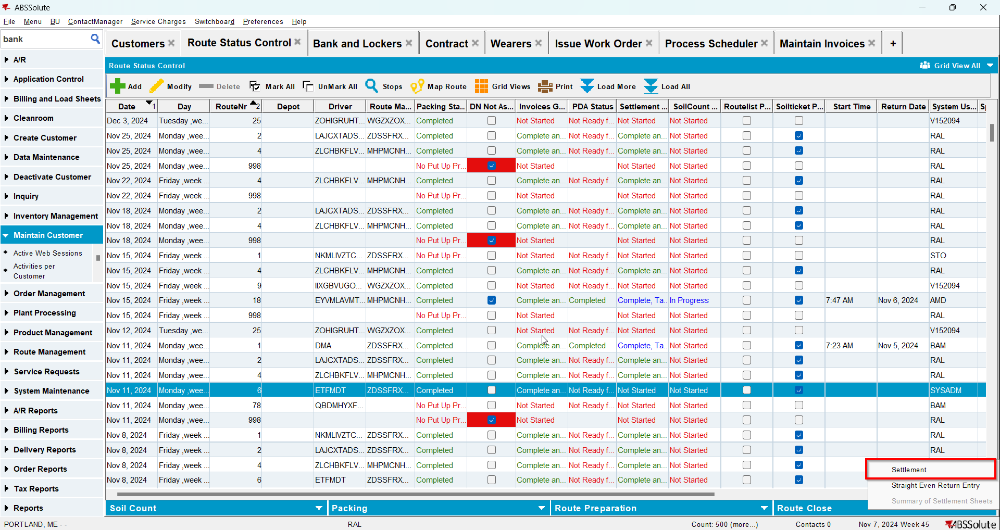 ABSSolute
File Menu BU ContactManager Service Charges Switchboard Preferences Help
bank
Customers Route Status Control Bank and Lockers Contract Wearers Issue Work Order Process Scheduler Maintain Invoices +
Route Status Control Grid View All
Add Modify Delete Mark All UnMark All Stops Map Route Grid Views Print Load More Load All
A/R
Application Control
Billing and Load Sheets
Cleanroom
Create Customer
Data Maintenance
Deactivate Customer
Inquiry
Inventory Management
Maintain Customer
Active Web Sessions
Activities per
Customer
Order Management
Plant Processing
Product Management
Route Management
Service Requests
System Maintenance
A/R Reports
Billing Reports
Delivery Reports
Order Reports
Tax Reports
Reports
Date 1 Day RouteNr 2 Depot Driver Route Ma... Packing Sta... DN Not As... Invoices G... PDA Status Settlement ... SoilCount ... Routelist P... Soilticket P... Start Time Return Date System Us... Sp
Dec 3, 2024 Tuesday ,we... 25 ZOHIGRUHT... WGZXZOX... Completed Not Started Not Ready f... Not Started Not Started V152094
Nov 25, 2024 Monday ,wee... 2 LAJCXTADS... ZDSSFRX... Completed Complete an... Not Ready f... Complete an... Not Started RAL
Nov 25, 2024 Monday ,wee... 4 ZLCHBKFLV... MHPMCNH... Completed Complete an... Not Ready f... Complete an... Not Started RAL
Nov 25, 2024 Monday ,wee... 998 No Put Up Pr... Not Started Not Started Not Started RAL
Nov 22, 2024 Friday ,week ... 4 ZLCHBKFLV... MHPMCNH... Completed Complete an... Not Ready f... Complete an... Not Started RAL
Nov 22, 2024 Friday ,week ... 998 No Put Up Pr... Not Started Not Started Not Started RAL
Nov 18, 2024 Monday ,wee... 2 LAJCXTADS... ZDSSFRX... Completed Complete an... Not Ready f... Complete an... Not Started RAL
Nov 18, 2024 Monday ,wee... 4 ZLCHBKFLV... MHPMCNH... Completed Complete an... Not Ready f... Complete an... Not Started RAL
Nov 18, 2024 Monday ,wee... 998 No Put Up Pr... Not Started Not Started Not Started RAL
Nov 15, 2024 Friday ,week ... 1 NKMLIVZTC... ZDSSFRX... No Put Up Pr... Not Started Not Ready f... Not Started Not Started STO
Nov 15, 2024 Friday ,week ... 4 ZLCHBKFLV... MHPMCNH... Completed Complete an... Not Ready f... Complete an... Not Started RAL
Nov 15, 2024 Friday ,week ... 9 IIXGBVUGO... WGZXZOX... Completed Not Started Not Ready f... Not Started Not Started V152094
Nov 15, 2024 Friday ,week ... 18 EYVMLAVMT... MHPMCNH... Completed Complete an... Completed Complete, Ta... In Progress 7:47 AM Nov 6, 2024 AMD
Nov 15, 2024 Friday ,week ... 998 No Put Up Pr... Not Started Not Started Not Started RAL
Nov 12, 2024 Tuesday ,we... 25 ZOHIGRUHT... WGZXZOX... Completed Not Started Not Ready f... Not Started Not Started V152094
Nov 11, 2024 Monday ,wee... 1 DMA ZDSSFRX... Completed Complete an... Completed Complete, Ta... Not Started 7:23 AM Nov 5, 2024 BAM
Nov 11, 2024 Monday ,wee... 2 LAJCXTADS... ZDSSFRX... Completed Complete an... Not Ready f... Complete an... Not Started RAL
Nov 11, 2024 Monday ,wee... 4 ZLCHBKFLV... MHPMCNH... Completed Complete an... Not Ready f... Complete an... Not Started RAL
Nov 11, 2024 Monday ,wee... 6 ETFMDT ZDSSFRX... Completed Complete an... Not Ready f... Not Started Not Started SYSADM
Nov 11, 2024 Monday ,wee... 78 QBDMHYXF... No Put Up Pr... Not Started Not Ready f... Not Started Not Started BAM
Nov 11, 2024 Monday ,wee... 998 No Put Up Pr... Not Started Not Started Not Started RAL
Nov 8, 2024 Friday ,week ... 1 NKMLIVZTC... ZDSSFRX... Completed Complete an... Not Ready f... Complete an... Not Started RAL
Nov 8, 2024 Friday ,week ... 2 LAJCXTADS... ZDSSFRX... Completed Complete an... Not Ready f... Complete an... Not Started RAL
Nov 8, 2024 Friday ,week ... 4 ZLCHBKFLV... MHPMCNH... Completed Complete an... Not Ready f... Complete an... Not Started
Nov 8, 2024 Friday ,week ... 6 ETFMDT ZDSSFRX... Completed Complete an... Not Ready f... Complete an... Not Started
Settlement
Straight Even Return Entry
Summary of Settlement Sheets
Soil Count Packing Route Preparation Route Close
PORTLAND, ME - - RAL Count: 500 (more...) Contacts 0 Nov 7, 2024 Week 45 ABSSolute